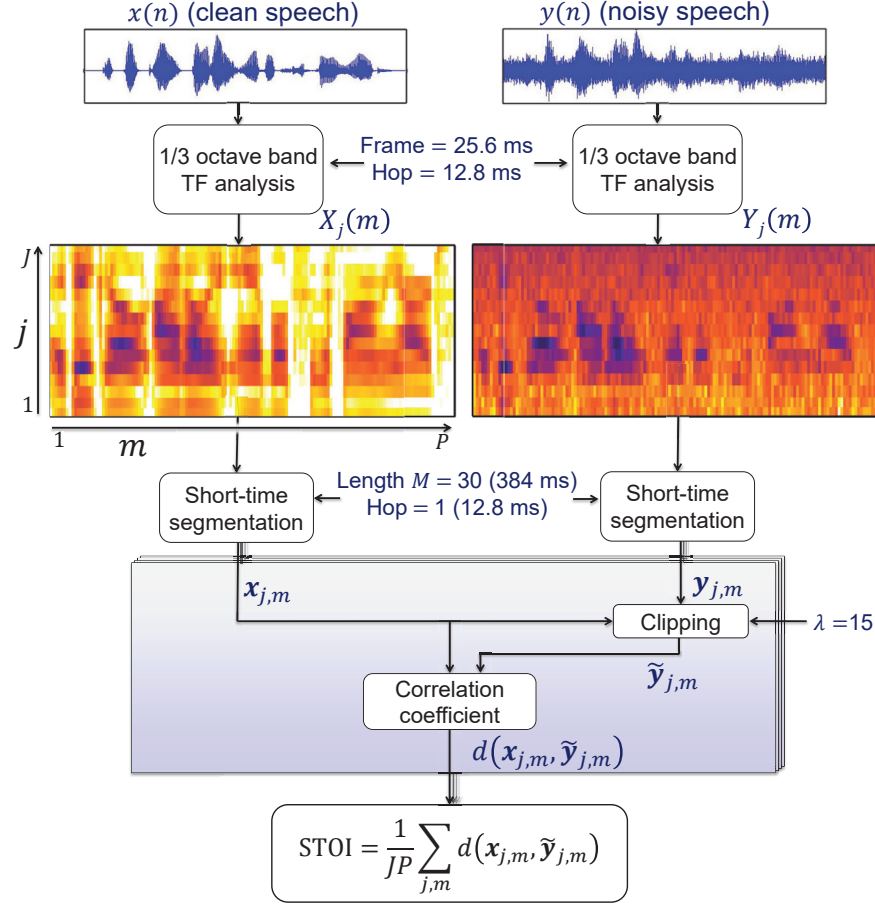 x(n) (clean speech)
y(n) (noisy speech)
1/3 octave band
TF analysis
Frame = 25.6 ms
Hop = 12.8 ms
1/3 octave band
TF analysis
X_j(m)
Y_j(m)
J
j
1
1
m
P
Short-time
segmentation
Length M = 30 (384 ms)
Hop = 1 (12.8 ms)
Short-time
segmentation
x_{j,m}
y_{j,m}
Clipping
λ =15
ỹ_{j,m}
Correlation
coefficient
d(x_{j,m}, ỹ_{j,m})
STOI = \frac{1}{JP} \sum_{j,m} d(x_{j,m}, ỹ_{j,m})